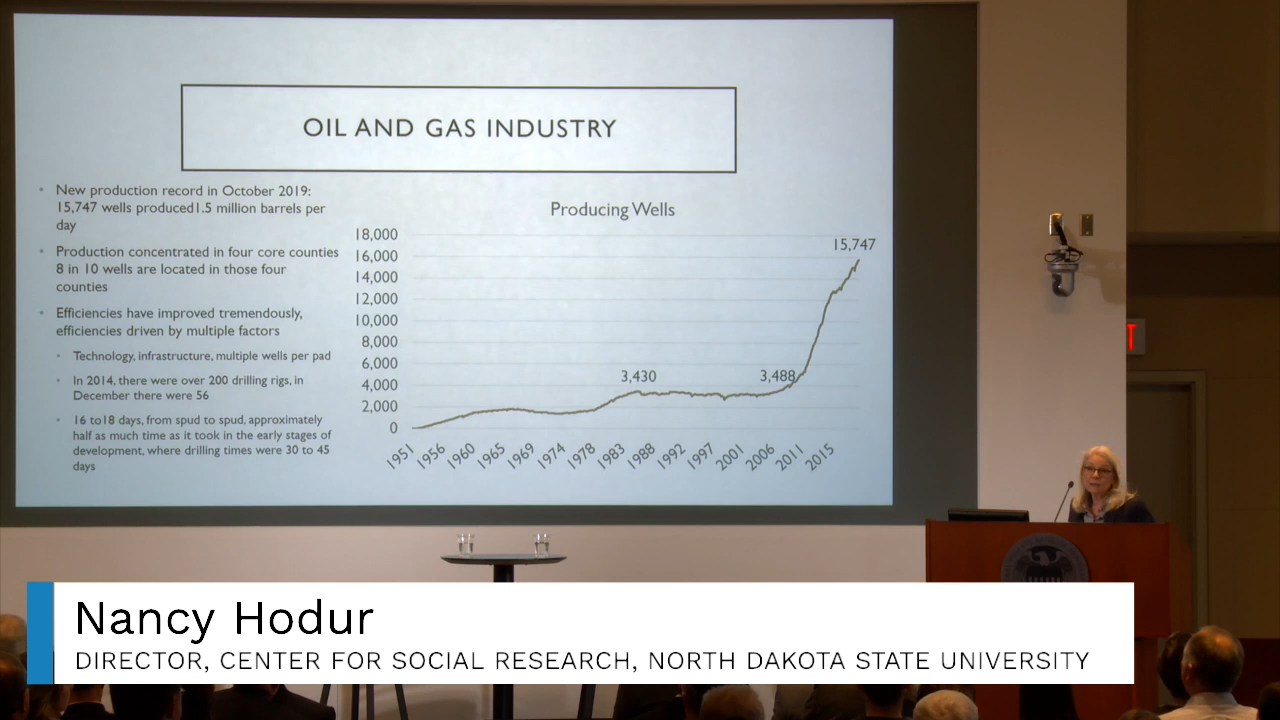 OIL AND GAS INDUSTRY
New production record in October 2019:
15,747 wells produced1.5 million barrels per
day
Production concentrated in four core counties
8 in 10 wells are located in those four
counties
Efficiencies have improved tremendously,
efficiencies driven by multiple factors
Technology, infrastructure, multiple wells per pad
In 2014, there were over 200 drilling rigs, in
December there were 56
16 to18 days, from spud to spud, approximately
half as much time as it took in the early stages of
development, where drilling times were 30 to 45
days
Producing Wells
18,000
16,000
14,000
12,000
10,000
8,000
6,000
4,000
2,000
0
15,747
3,430
3,488
1951
1956
1960
1965
1969
1974
1978
1983
1988
1992
1997
2001
2006
2011
2015
Nancy Hodur
DIRECTOR, CENTER FOR SOCIAL RESEARCH, NORTH DAKOTA STATE UNIVERSITY